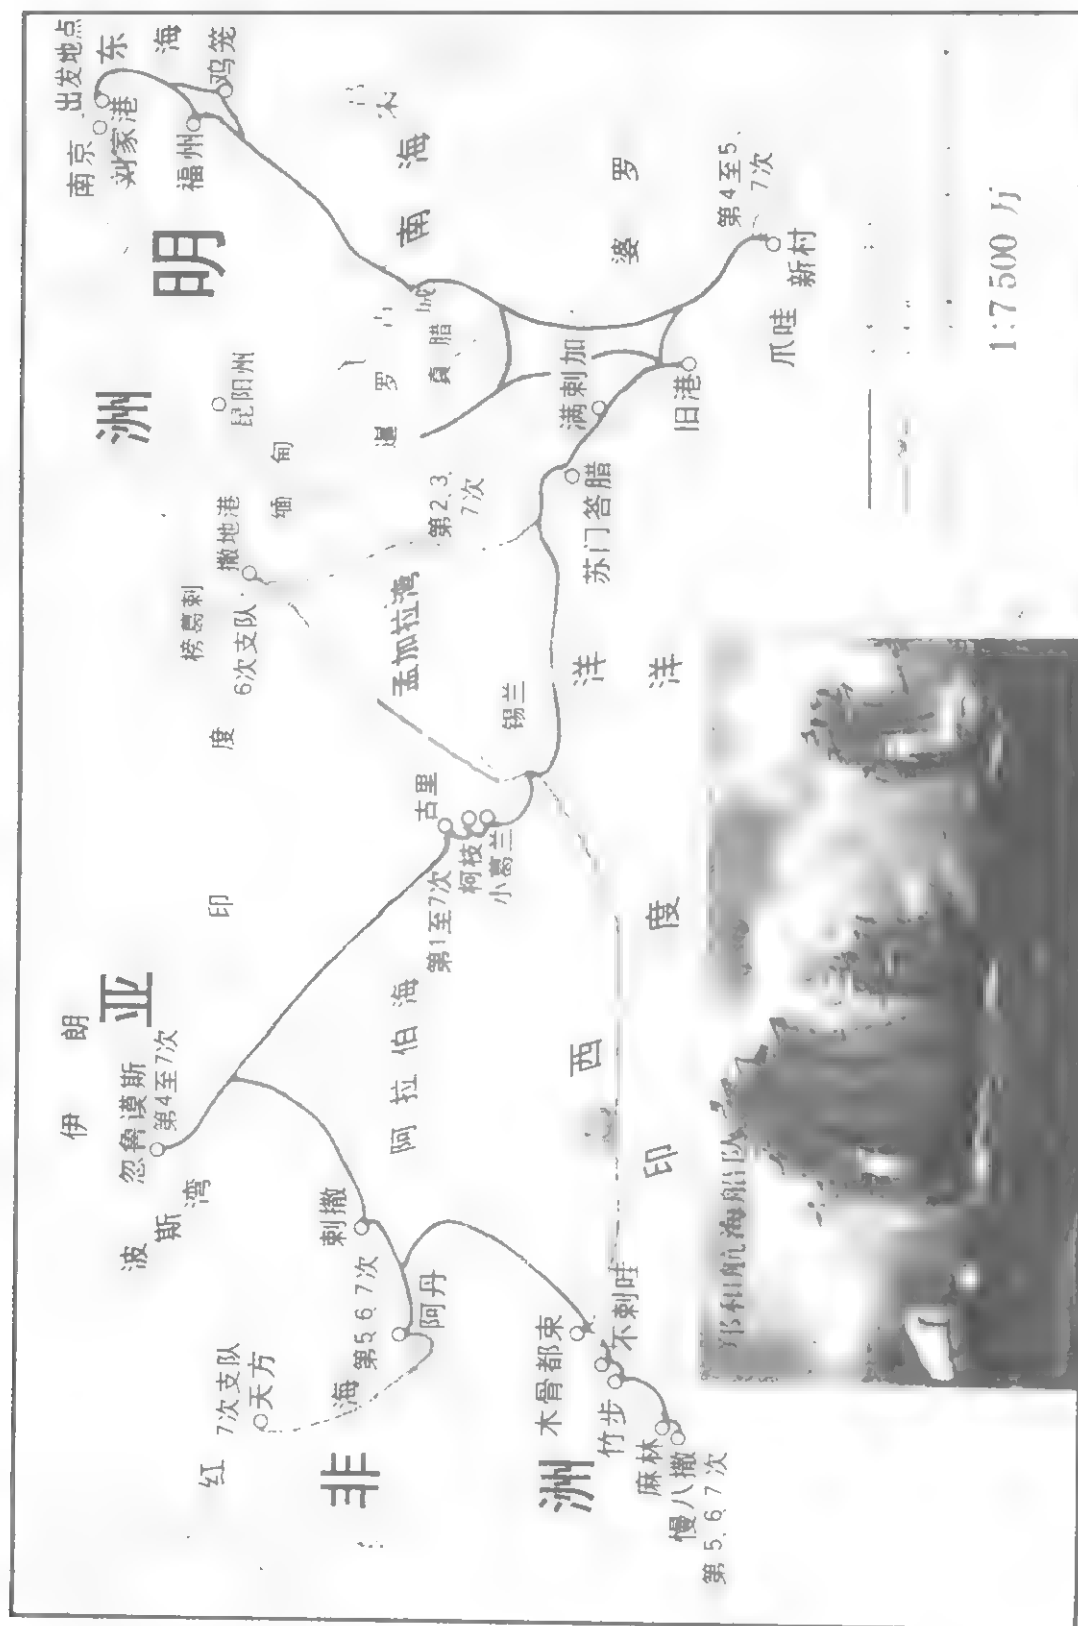 亚洲
非洲
明
南京
出发地点
刘家港
东海
福州
鸡笼
南海
昆阳州
缅甸
暹罗
真腊
婆罗
第4至5、7次
新村
爪哇
旧港
满剌加
苏门答腊
第2、3、7次
榜葛剌
撒地港
6次支队
孟加拉湾
锡兰
印度
古里
柯枝
小葛兰
第1至7次
阿拉伯海
伊朗
忽鲁谟斯
第4至7次
波斯湾
剌撒
阿丹
第5、6、7次
红海
7次支队
天方
木骨都束
不剌哇
竹步
麻林
慢八撒
第5、6、7次
西洋
印度洋
郑和航海船队
1:7500万